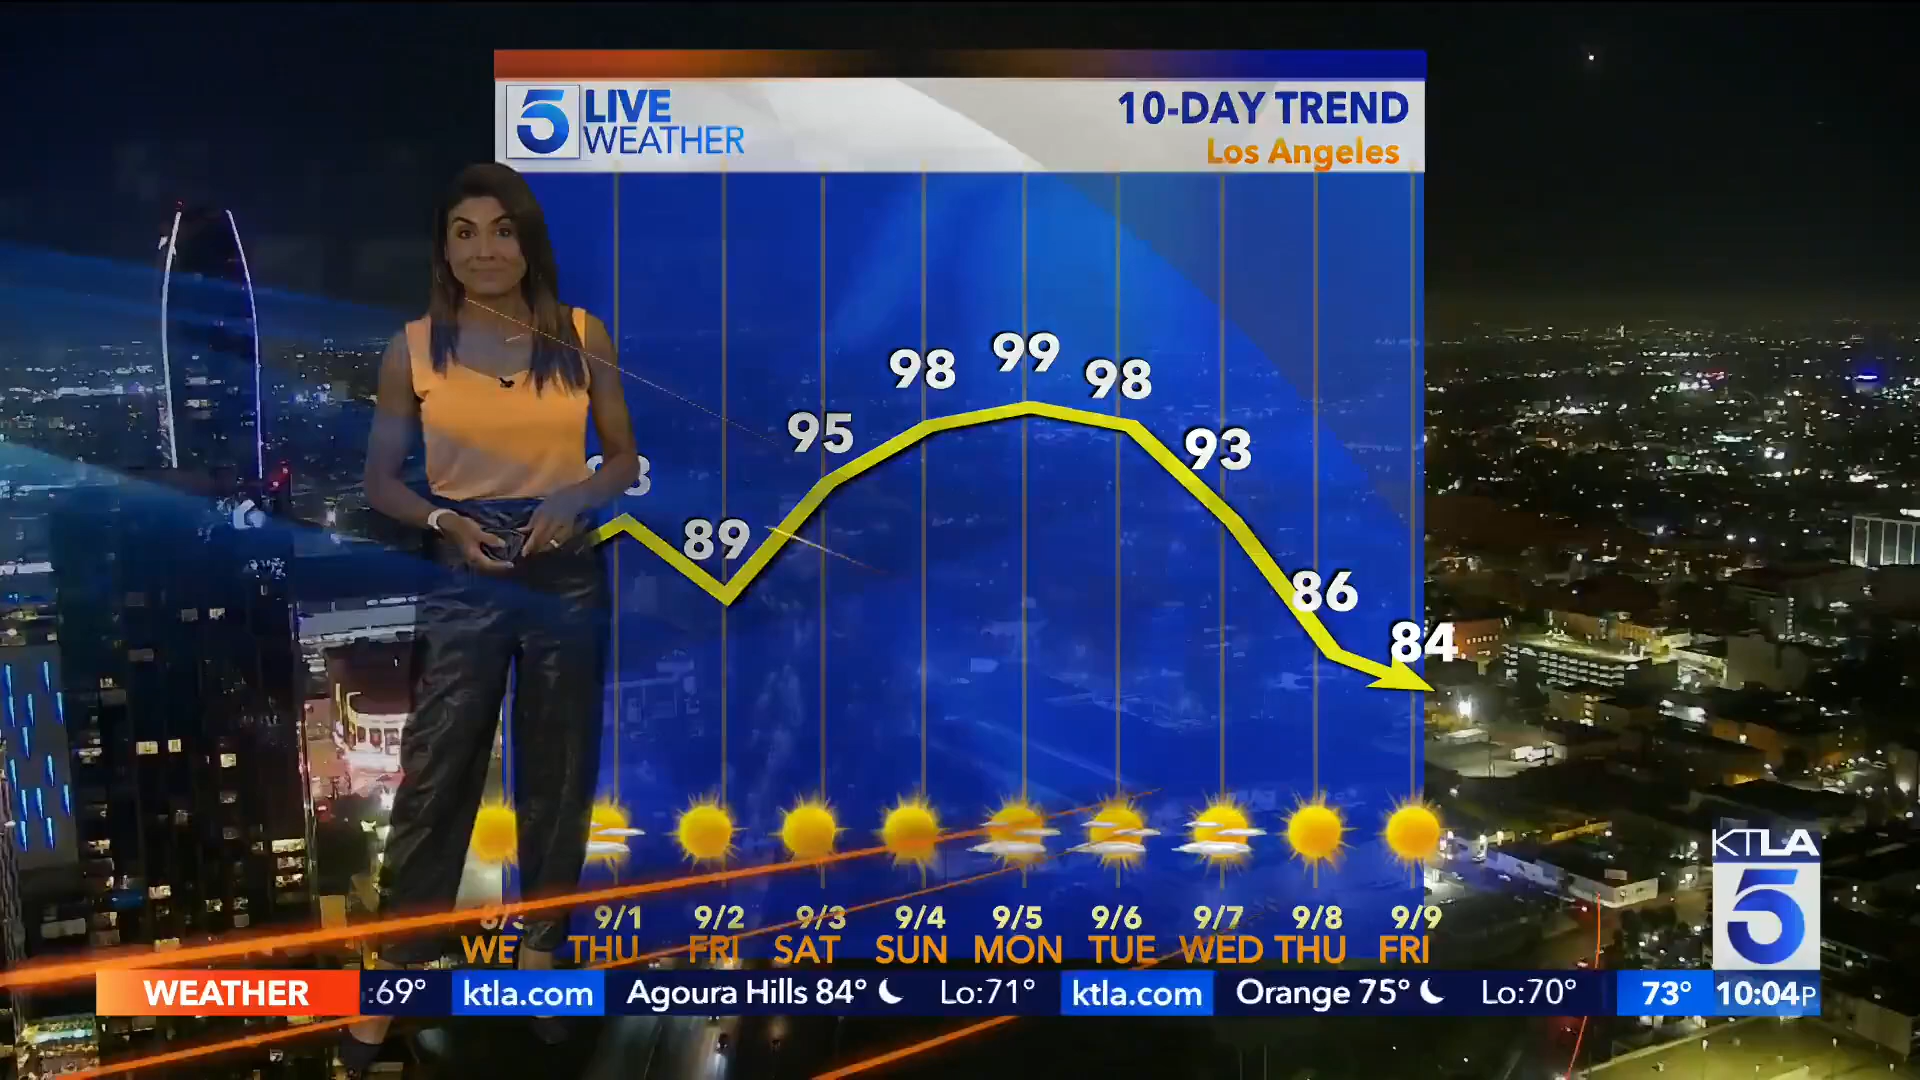 5 LIVE
WEATHER
10-DAY TREND
Los Angeles
99
98
98
95
93
89
86
84
9/1 9/2 9/3 9/4 9/5 9/6 9/7 9/8 9/9
THU FRI SAT SUN MON TUE WED THU FRI
KTLA
5
WEATHER :69° ktla.com Agoura Hills 84° Lo:71° ktla.com Orange 75° Lo:70° 73° 10:04P